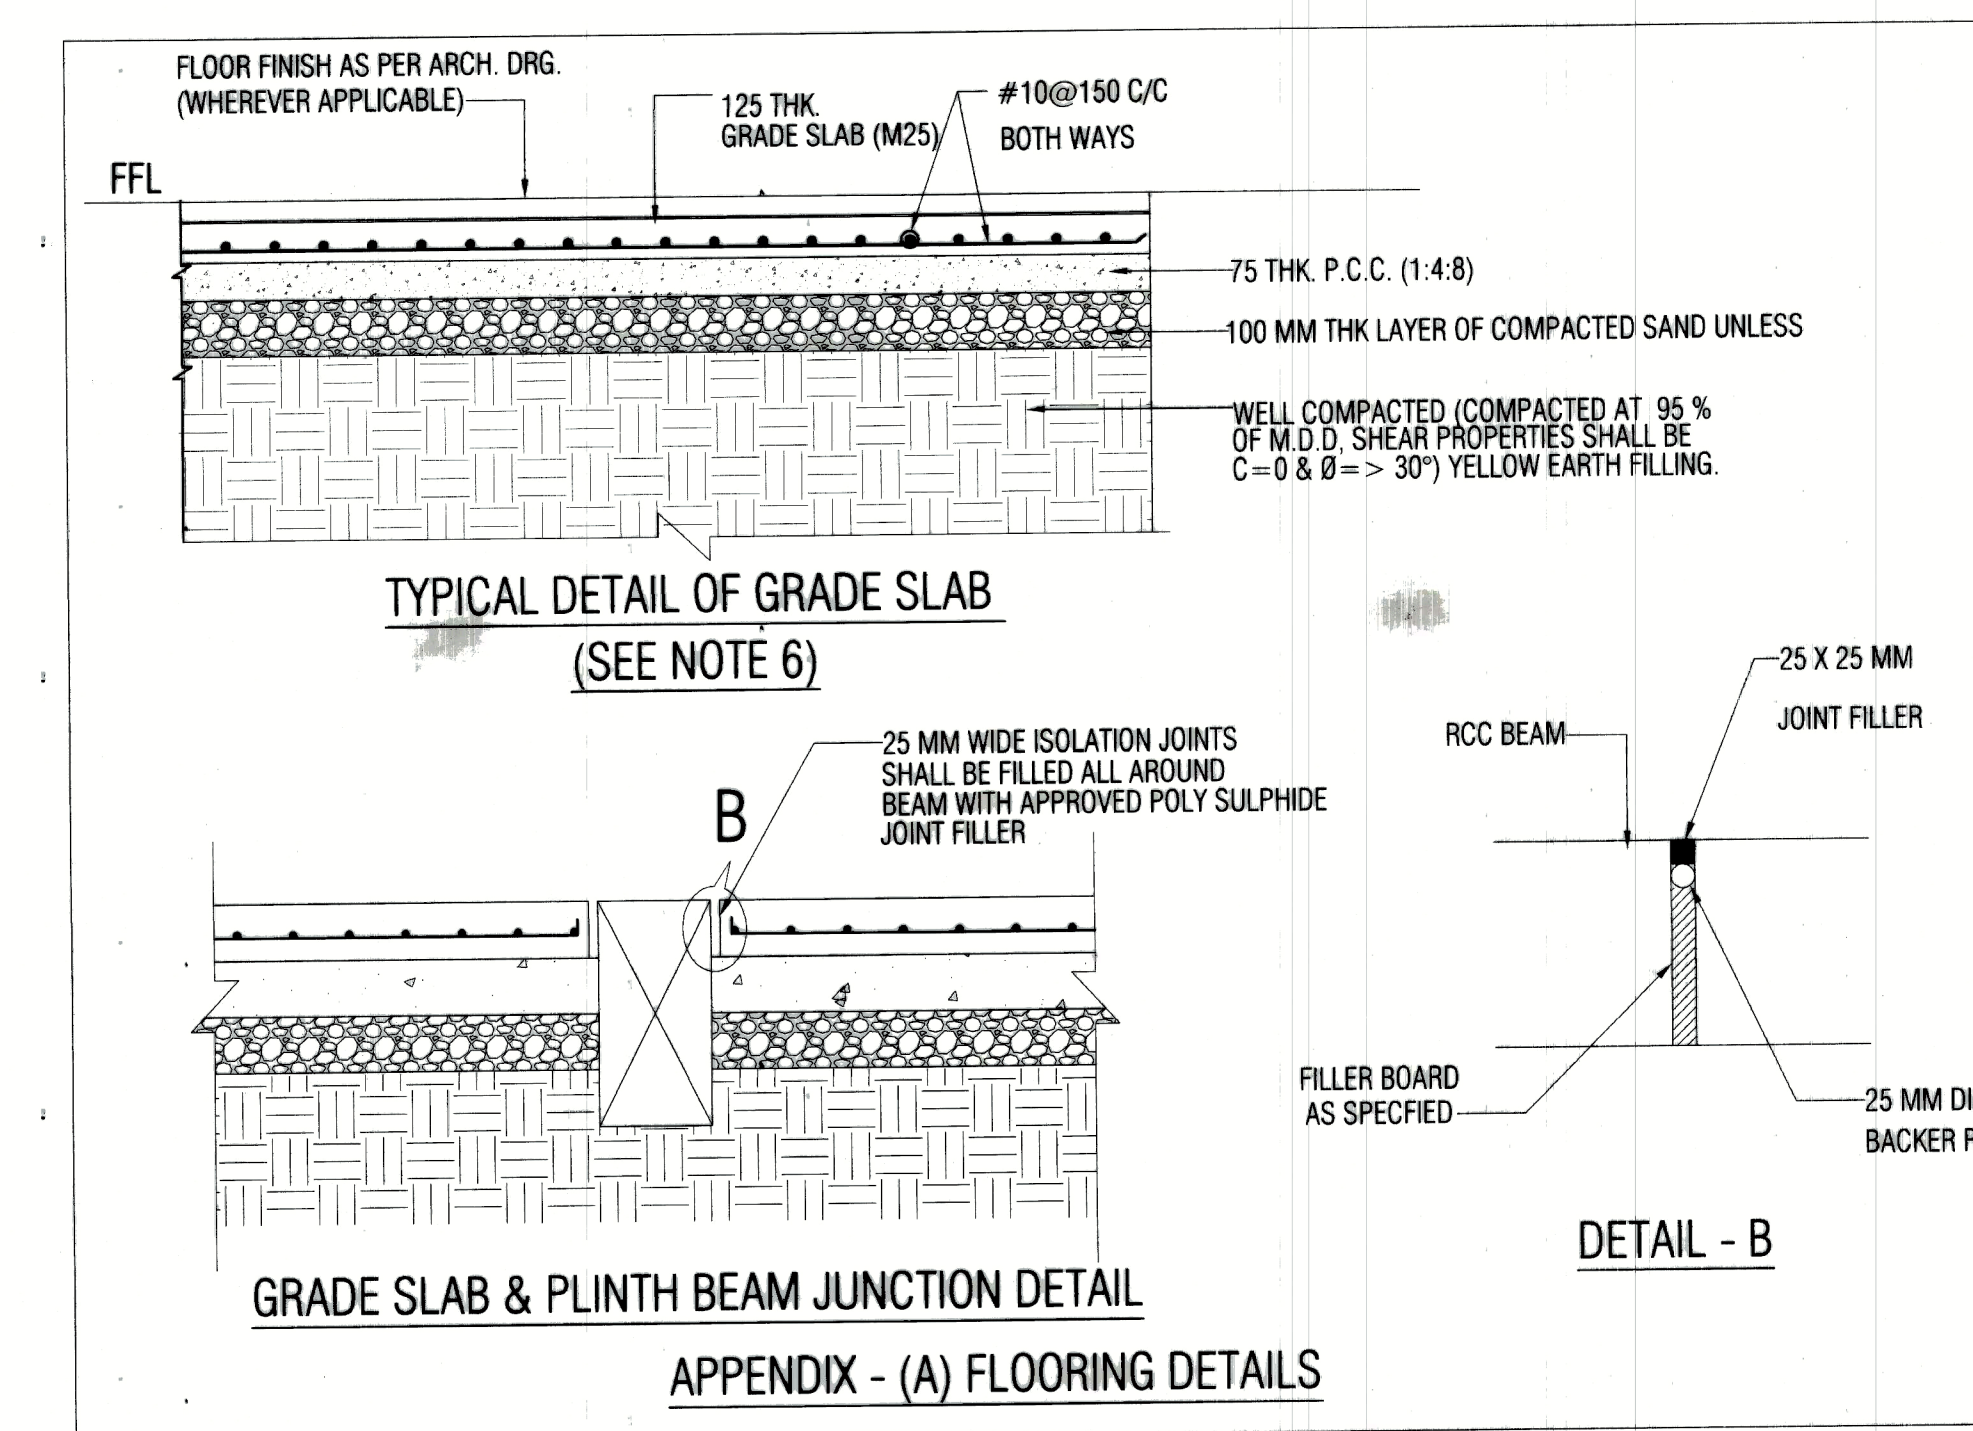 FLOOR FINISH AS PER ARCH. DRG.
(WHEREVER APPLICABLE)
125 THK.
GRADE SLAB (M25)
#10@150 C/C
BOTH WAYS
FFL
75 THK. P.C.C. (1:4:8)
100 MM THK LAYER OF COMPACTED SAND UNLESS
WELL COMPACTED (COMPACTED AT 95 %
OF M.D.D, SHEAR PROPERTIES SHALL BE
C=0 & Ø=> 30°) YELLOW EARTH FILLING.
TYPICAL DETAIL OF GRADE SLAB
(SEE NOTE 6)
25 MM WIDE ISOLATION JOINTS
SHALL BE FILLED ALL AROUND
BEAM WITH APPROVED POLY SULPHIDE
JOINT FILLER
B
25 X 25 MM
JOINT FILLER
RCC BEAM
FILLER BOARD
AS SPECFIED
25 MM
BACKER
DETAIL - B
GRADE SLAB & PLINTH BEAM JUNCTION DETAIL
APPENDIX - (A) FLOORING DETAILS